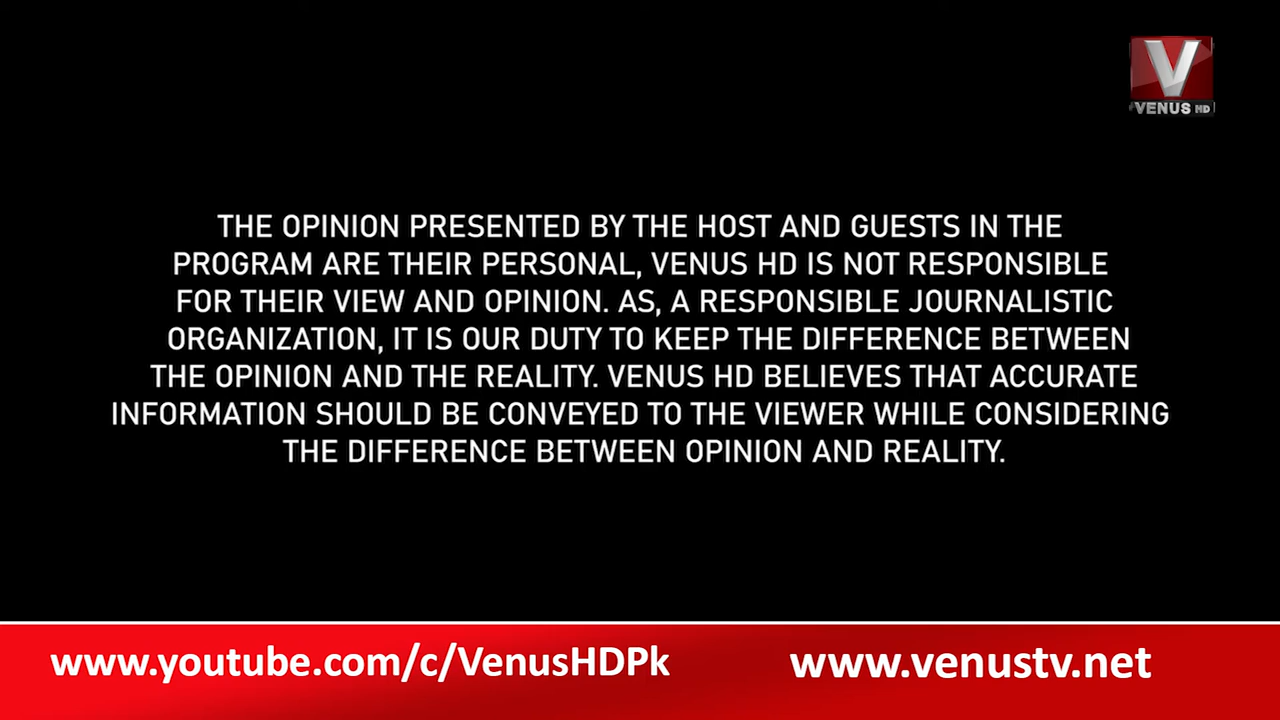 V
VENUS HD
THE OPINION PRESENTED BY THE HOST AND GUESTS IN THE
PROGRAM ARE THEIR PERSONAL, VENUS HD IS NOT RESPONSIBLE
FOR THEIR VIEW AND OPINION. AS, A RESPONSIBLE JOURNALISTIC
ORGANIZATION, IT IS OUR DUTY TO KEEP THE DIFFERENCE BETWEEN
THE OPINION AND THE REALITY. VENUS HD BELIEVES THAT ACCURATE
INFORMATION SHOULD BE CONVEYED TO THE VIEWER WHILE CONSIDERING
THE DIFFERENCE BETWEEN OPINION AND REALITY.
www.youtube.com/c/VenusHDPk
www.venustv.net